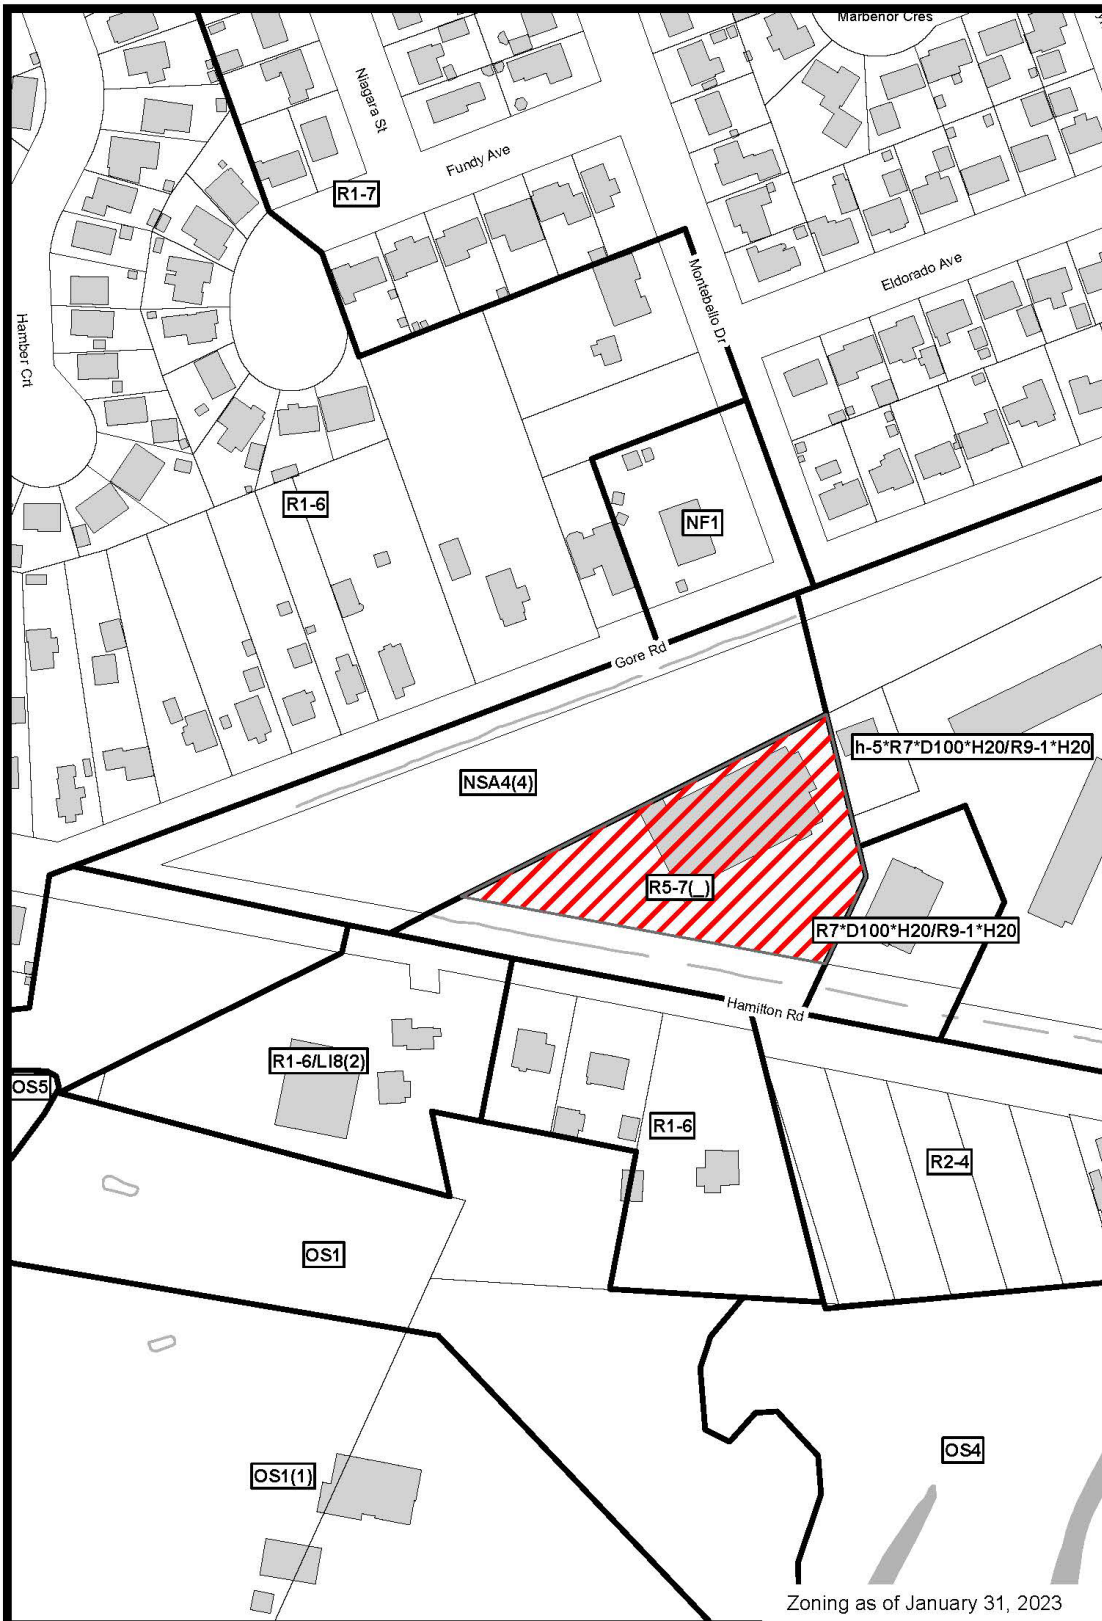 Marbenor Cres
Niagara St
Fundy Ave
R1-7
Montebello Dr
Eldorado Ave
Hamber Crt
R1-6
NF1
Gore Rd
h-5*R7*D100*H20/R9-1*H20
NSA4(4)
R5-7(_)
R7*D100*H20/R9-1*H20
Hamilton Rd
R1-6/LI8(2)
OS5
R1-6
R2-4
OS1
OS4
OS1(1)
Zoning as of January 31, 2023